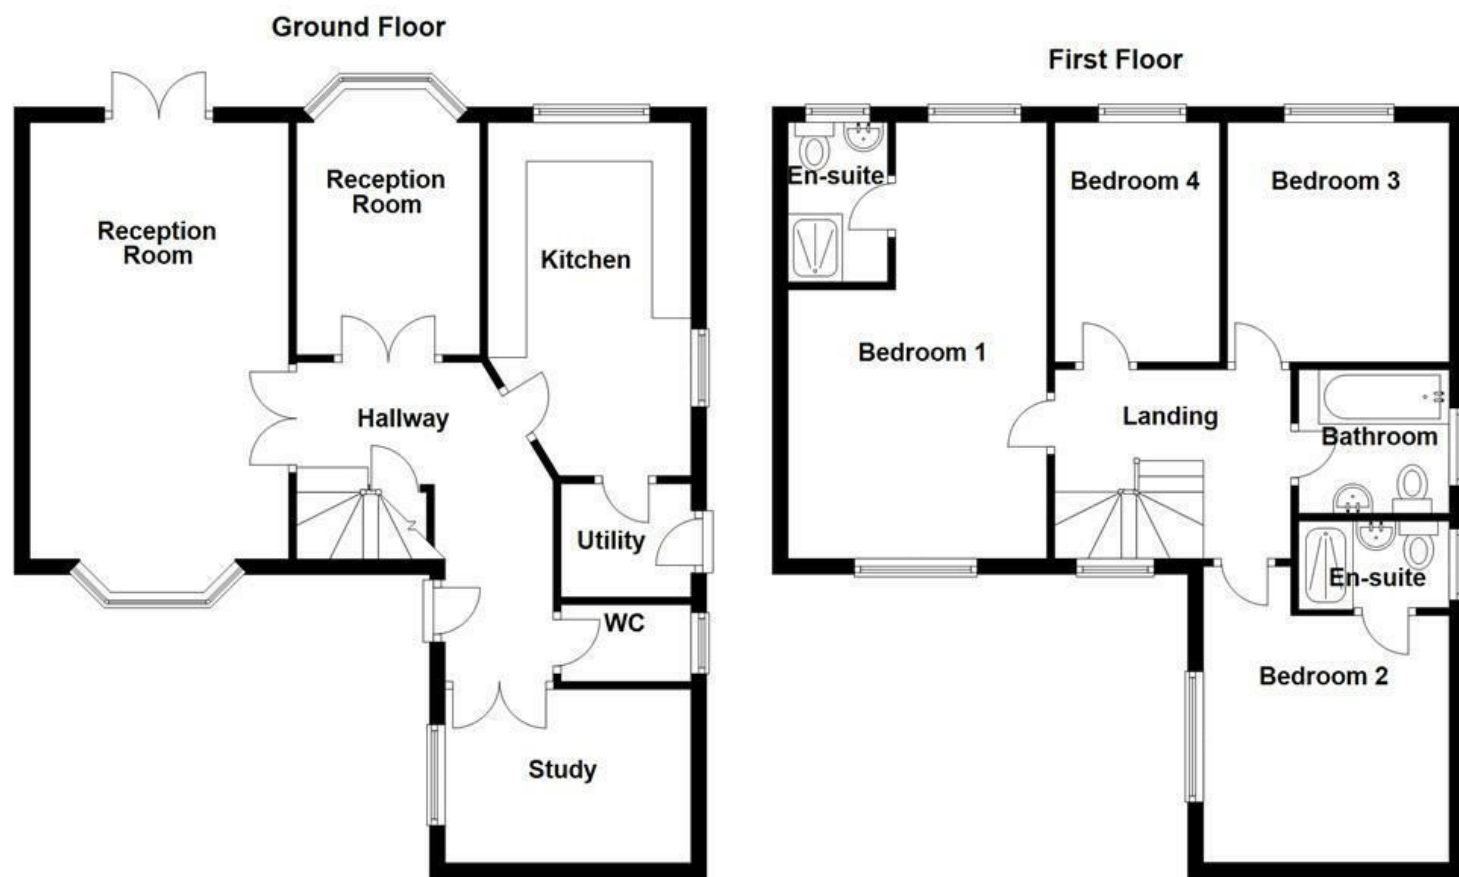 Ground Floor
Reception
Room
Reception
Room
Kitchen
Hallway
Utility
WC
Study
First Floor
En-suite
Bedroom 4
Bedroom 3
Bedroom 1
Landing
Bathroom
En-suite
Bedroom 2